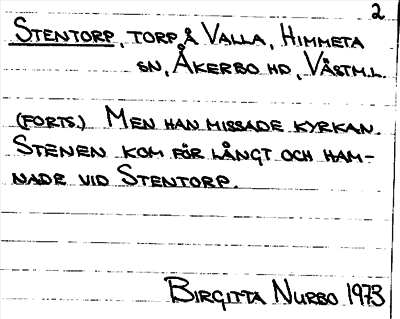 2
STENTORP, TORP Å VALLA, HIMMETA
SN, ÅKERBO HD, VÄSTM.L.
(FORTS.) MEN HAN MISSADE KYRKAN.
STENEN KOM FÖR LÅNGT OCH HAM-
NADE VID STENTORP.
BIRGITTA NURBO 1973